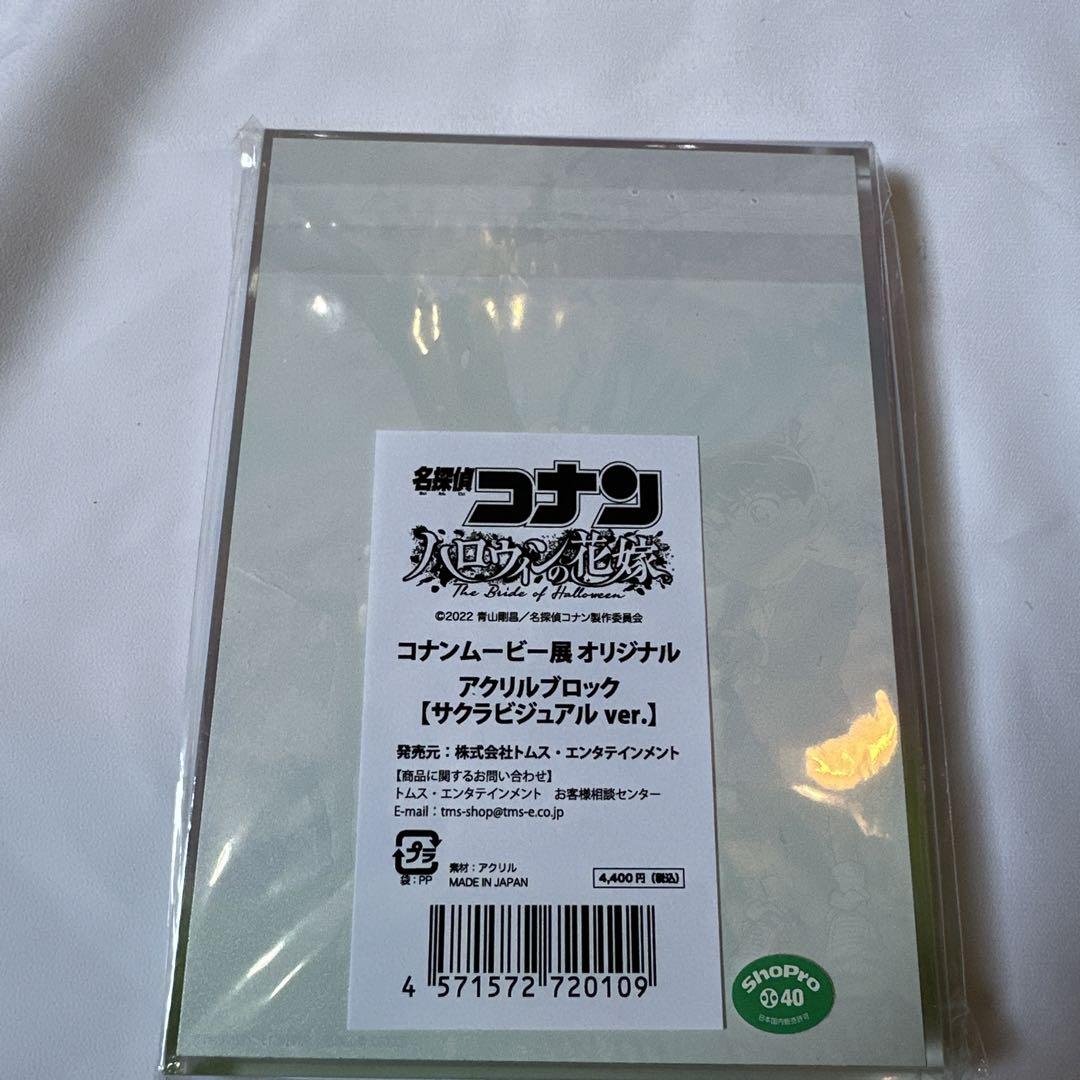 名探偵
コナン
ハロウィンの花嫁
The Bride of Halloween
©2022 青山剛昌／名探偵コナン製作委員会
コナンムービー展 オリジナル
アクリルブロック
【サクラビジュアル ver.】
発売元：株式会社トムス・エンタテインメント
【商品に関するお問い合わせ】
トムス・エンタテインメント　お客様相談センター
E-mail：tms-shop@tms-e.co.jp
プラ
袋：PP
素材：アクリル
MADE IN JAPAN
4,400円（税込）
4 571572 720109
ShoPro
40
日本国内販売許可